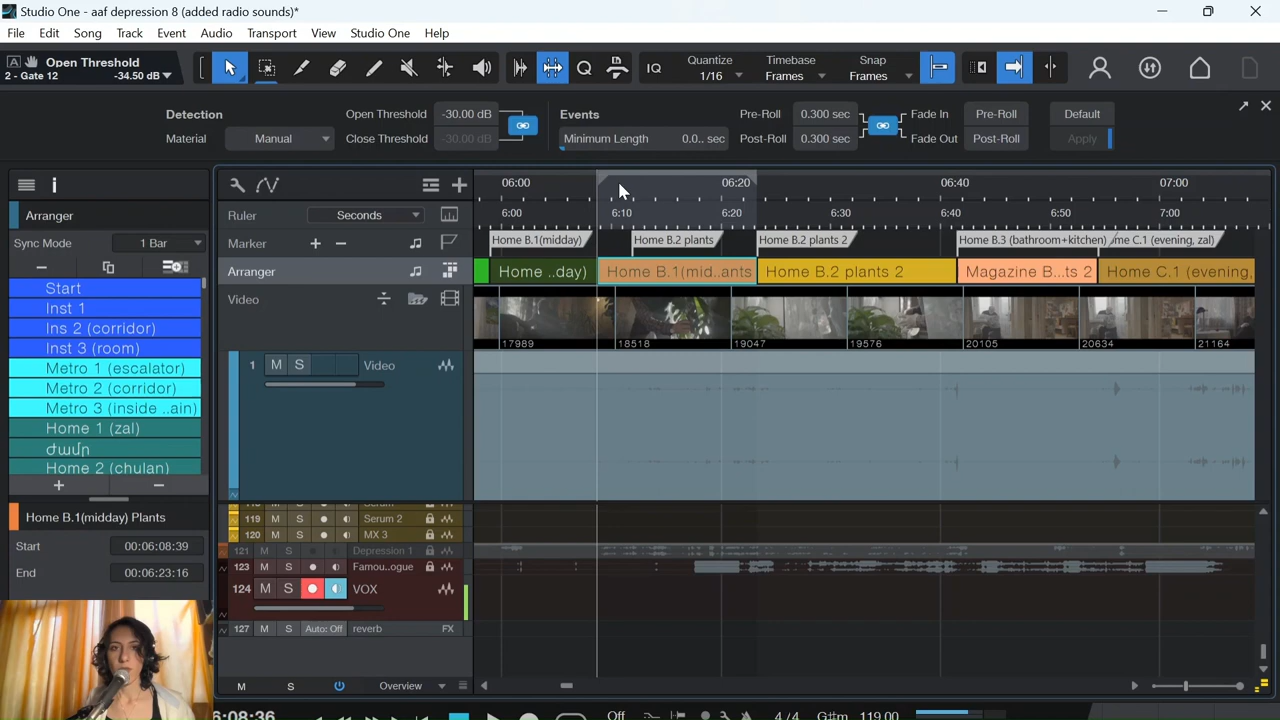 Studio One - aaf depression 8 (added radio sounds)*
File Edit Song Track Event Audio Transport View Studio One Help
A Open Threshold
2 - Gate 12 -34.50 dB
IQ Quantize 1/16 Timebase Frames Snap Frames
Detection
Material Manual
Open Threshold -30.00 dB
Close Threshold -30.00 dB
Events
Minimum Length 0.0.. sec
Pre-Roll 0.300 sec Fade In Pre-Roll Default
Post-Roll 0.300 sec Fade Out Post-Roll Apply
Arranger
Sync Mode 1 Bar
Start
Inst 1
Ins 2 (corridor)
Inst 3 (room)
Metro 1 (escalator)
Metro 2 (corridor)
Metro 3 (inside ..ain)
Home 1 (zal)
ժամը
Home 2 (chulan)
Home B.1(midday) Plants
Start 00:06:08:39
End 00:06:23:16
06:00 06:20 06:40 07:00
Ruler Seconds 6:00 6:10 6:20 6:30 6:40 6:50 7:00
Marker Home B.1(midday) Home B.2 plants Home B.2 plants 2 Home B.3 (bathroom+kitchen) me C.1 (evening, zal)
Arranger Home ..day) Home B.1(mid..ants Home B.2 plants 2 Magazine B...ts 2 Home C.1 (evening,
Video
17989 18518 19047 19576 20105 20634 21164
1 M S Video
119 M S Serum 2
120 M S MX 3
121 M S Depression 1
123 M S Famou..ogue
124 M S VOX
127 M S Auto: Off reverb FX
M S Overview
6:08:36 Off 4/4 G#m 119.00